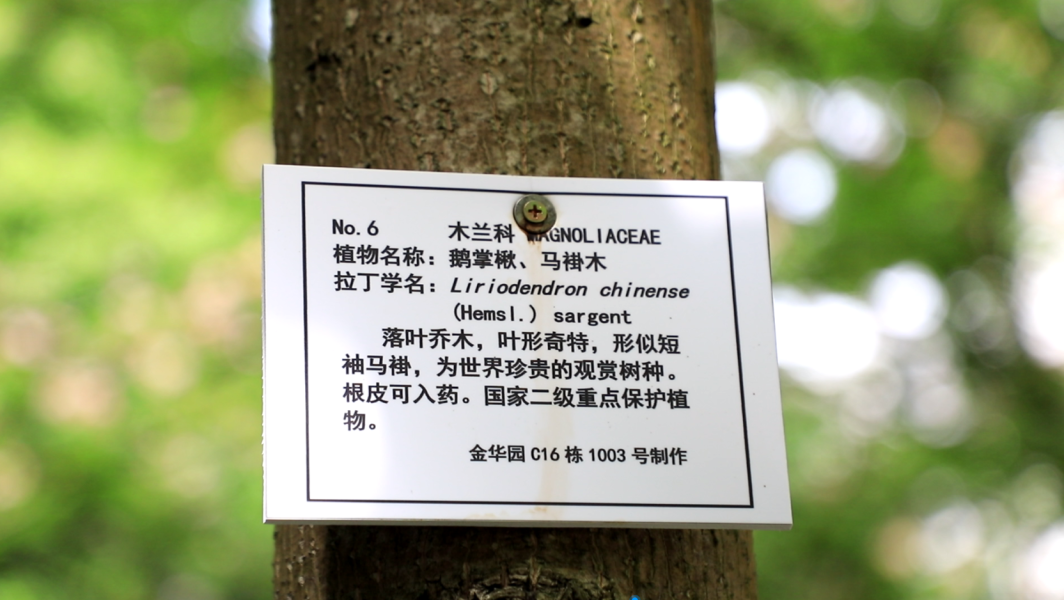 No.6 木兰科 MAGNOLIACEAE
植物名称：鹅掌楸、马褂木
拉丁学名：Liriodendron chinense
(Hemsl.) sargent
落叶乔木，叶形奇特，形似短
袖马褂，为世界珍贵的观赏树种。
根皮可入药。国家二级重点保护植
物。
金华园 C16 栋 1003 号制作